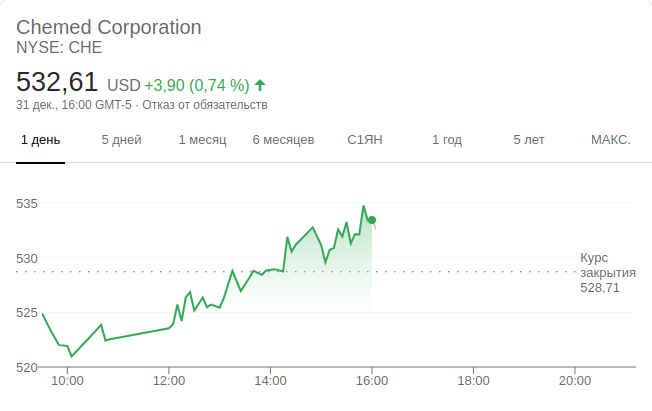 Chemed Corporation
NYSE: CHE
532,61 USD +3,90 (0,74 %)
31 дек., 16:00 GMT-5 · Отказ от обязательств
1 день 5 дней 1 месяц 6 месяцев С1ЯН 1 год 5 лет МАКС.
535
530
Курс
закрытия
528,71
525
520
10:00 12:00 14:00 16:00 18:00 20:00